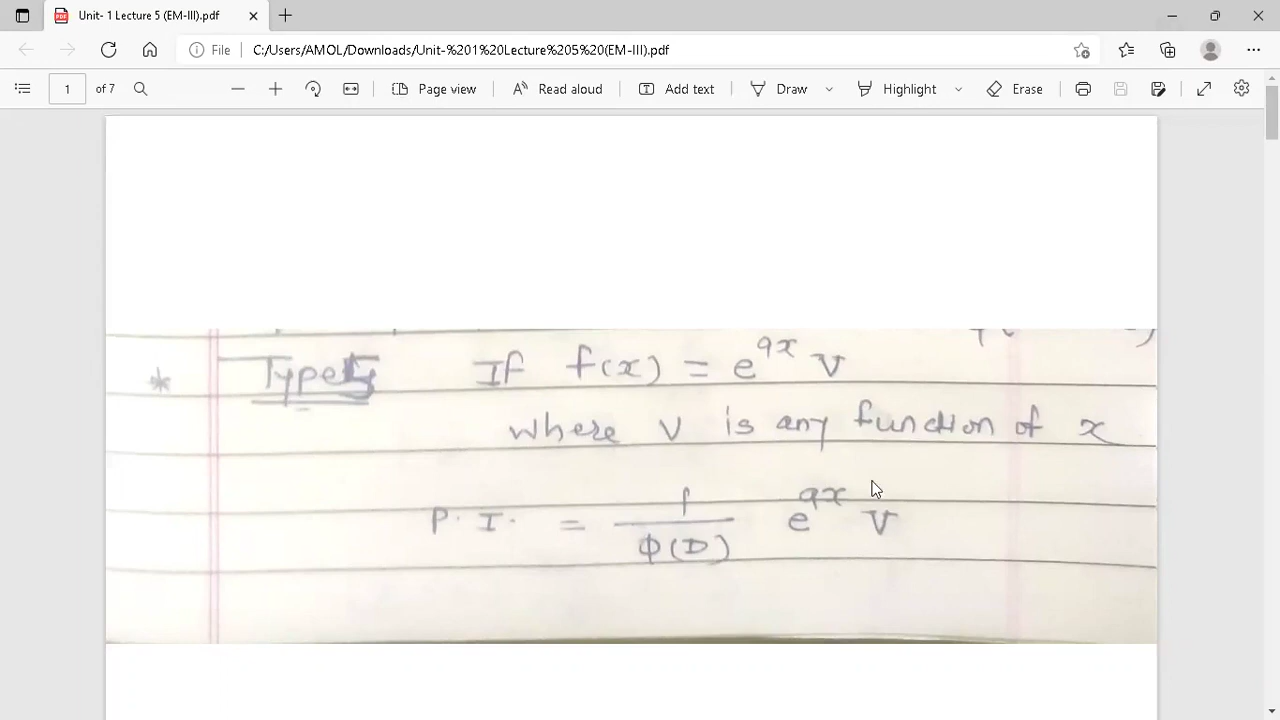 Unit- 1 Lecture 5 (EM-III).pdf
File C:/Users/AMOL/Downloads/Unit-%201%20Lecture%205%20(EM-III).pdf
1 of 7 Page view Read aloud Add text Draw Highlight Erase
* If f(x) = e^{ax} V
where V is any function of x
P. I. = 1/ϕ(D) e^{ax} V